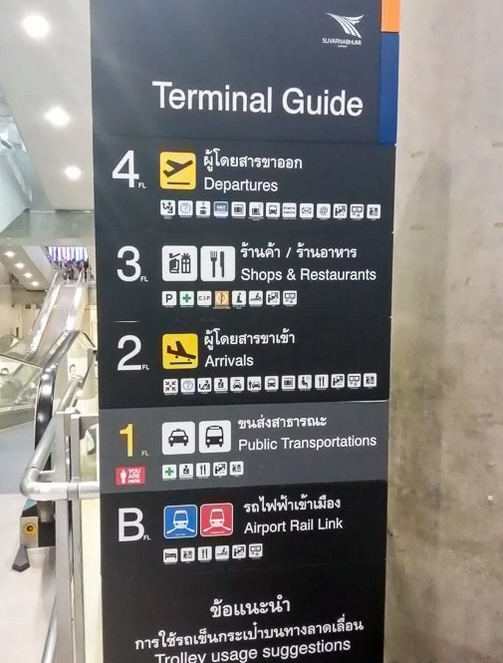 SUVARNABHUMI
AIRPORT
Terminal Guide
4 FL
ผู้โดยสารขาออก
Departures
3 FL
ร้านค้า / ร้านอาหาร
Shops & Restaurants
P
C.I.P.
2 FL
ผู้โดยสารขาเข้า
Arrivals
1 FL
ขนส่งสาธารณะ
Public Transportations
YOU
ARE
HERE
B FL
รถไฟฟ้าเข้าเมือง
Airport Rail Link
ข้อแนะนำ
การใช้รถเข็นกระเป๋าบนทางลาดเลื่อน
Trolley usage suggestions